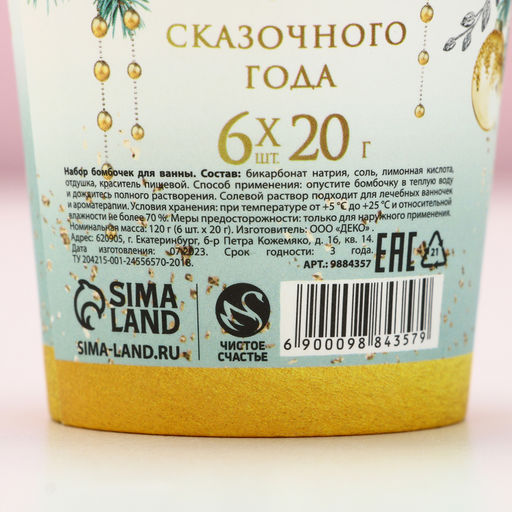 СКАЗОЧНОГО
ГОДА
6 ШТ. X 20 г
Набор бомбочек для ванны. Состав: бикарбонат натрия, соль, лимонная кислота,
отдушка, краситель пищевой. Способ применения: опустите бомбочку в теплую воду
и дождитесь полного растворения. Солевой раствор подходит для лечебных ванночек
и ароматерапии. Условия хранения: при температуре от +5 °С до +25 °С и относительной
влажности не более 70 %. Меры предосторожности: только для наружного применения.
Номинальная масса: 120 г (6 шт. х 20 г). Изготовитель: ООО «ДЕКО».
Адрес: 620905, г. Екатеринбург, б-р Петра Кожемяко, д. 16, кв. 14.
Дата изготовления: 07.2023. Срок годности: 3 года.
ТУ 204215-001-24556570-2018. АРТ.: 9884357
EAC
21
SIMA
LAND
SIMA-LAND.RU
ЧИСТОЕ
СЧАСТЬЕ
6 900098 843579